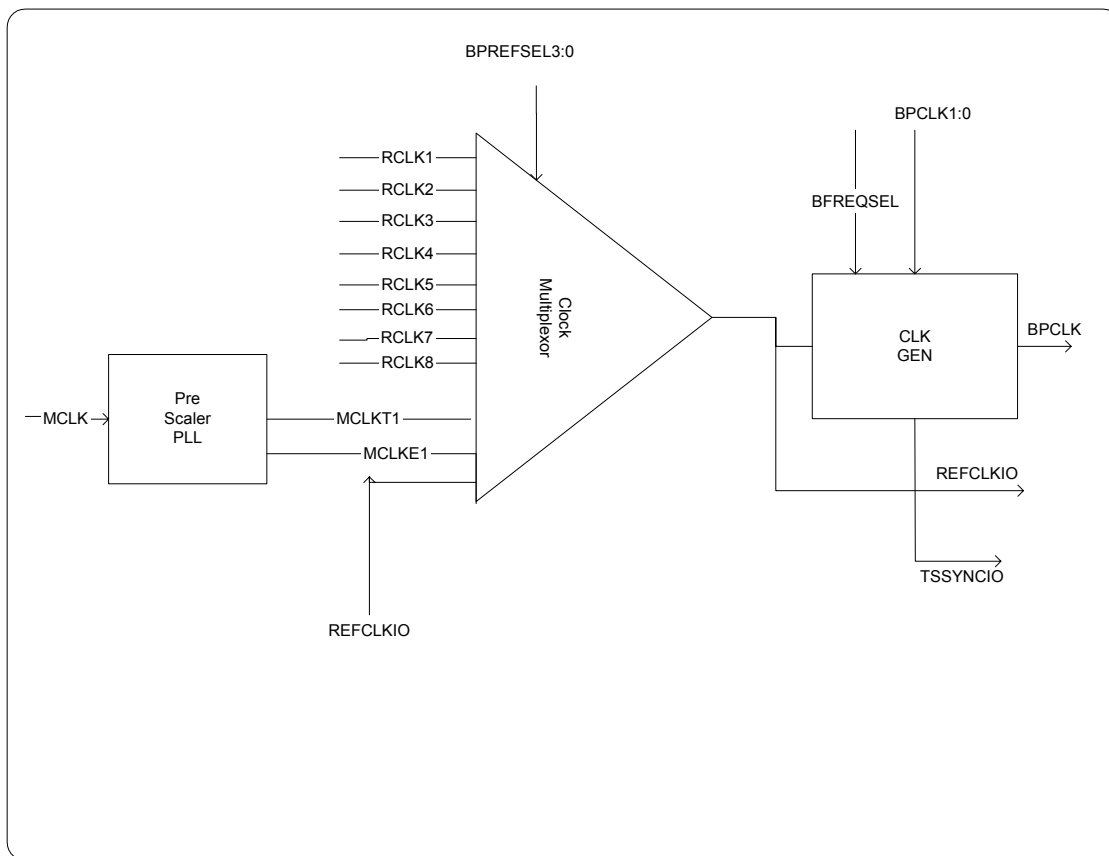 BPREFSEL3:0
BPCLK1:0
RCLK1
RCLK2
BFREQSEL
RCLK3
RCLK4
RCLK5
RCLK6
RCLK7
RCLK8
Clock
Multiplexor
CLK
GEN
BPCLK
Pre
Scaler
PLL
MCLK
MCLKT1
MCLKE1
REFCLKIO
TSSYNCIO
REFCLKIO